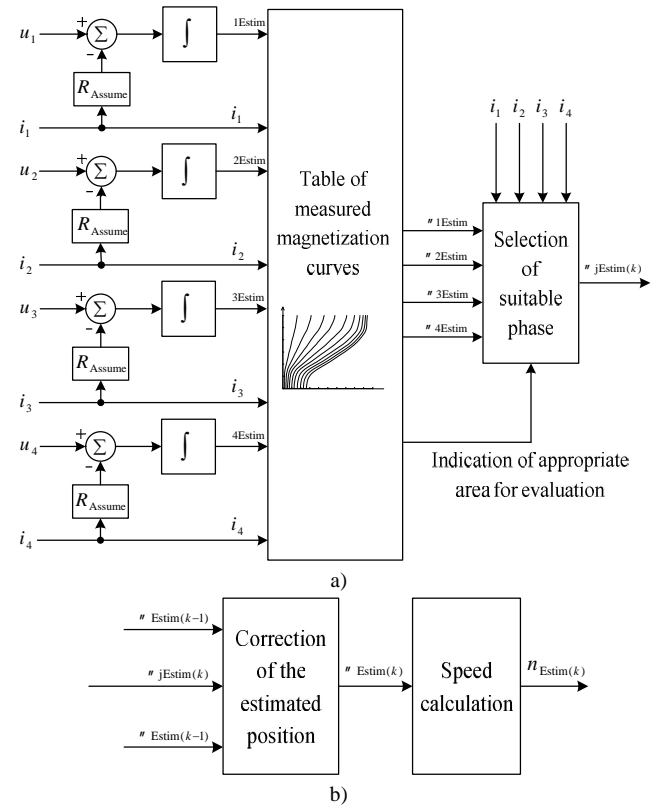 u1 + Σ ∫ 1Estim
−
RAssume
i1 i1
u2 + Σ ∫ 2Estim
−
RAssume
i2 i2
u3 + Σ ∫ 3Estim
−
RAssume
i3 i3
u4 + Σ ∫ 4Estim
−
RAssume
i4 i4
Table of
measured
magnetization
curves
i1 i2 i3 i4
″ 1Estim
″ 2Estim
″ 3Estim
″ 4Estim
Selection
of
suitable
phase
″ jEstim(k)
Indication of appropriate
area for evaluation
a)
″ Estim(k−1)
″ jEstim(k)
″ Estim(k−1)
Correction
of the
estimated
position
″ Estim(k)
Speed
calculation
nEstim(k)
b)